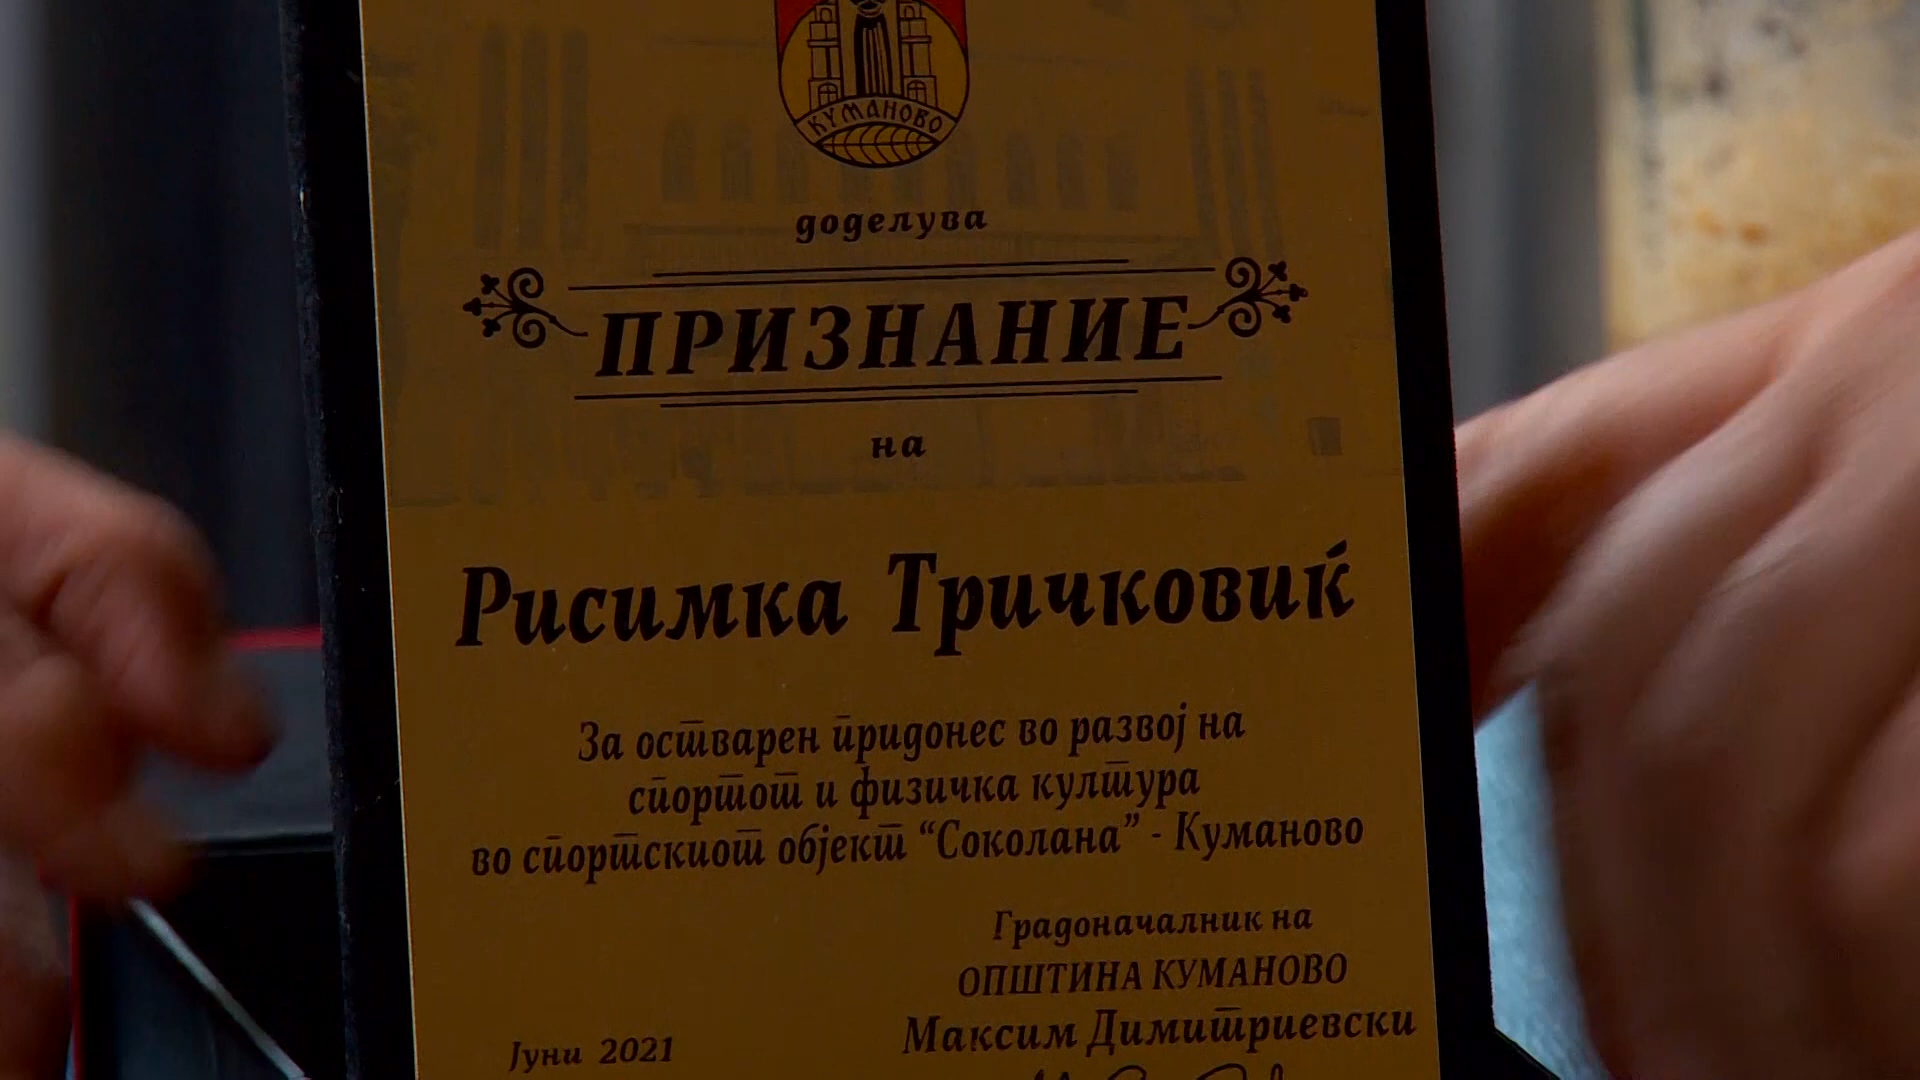 КУМАНОВО
доделува
ПРИЗНАНИЕ
на
Рисимка Тричковиќ
За остварен придонес во развој на
спортот и физичка култура
во спортскиот објект “Соколана” - Куманово
Градоначалник на
ОПШТИНА КУМАНОВО
Максим Димитриевски
Јуни 2021